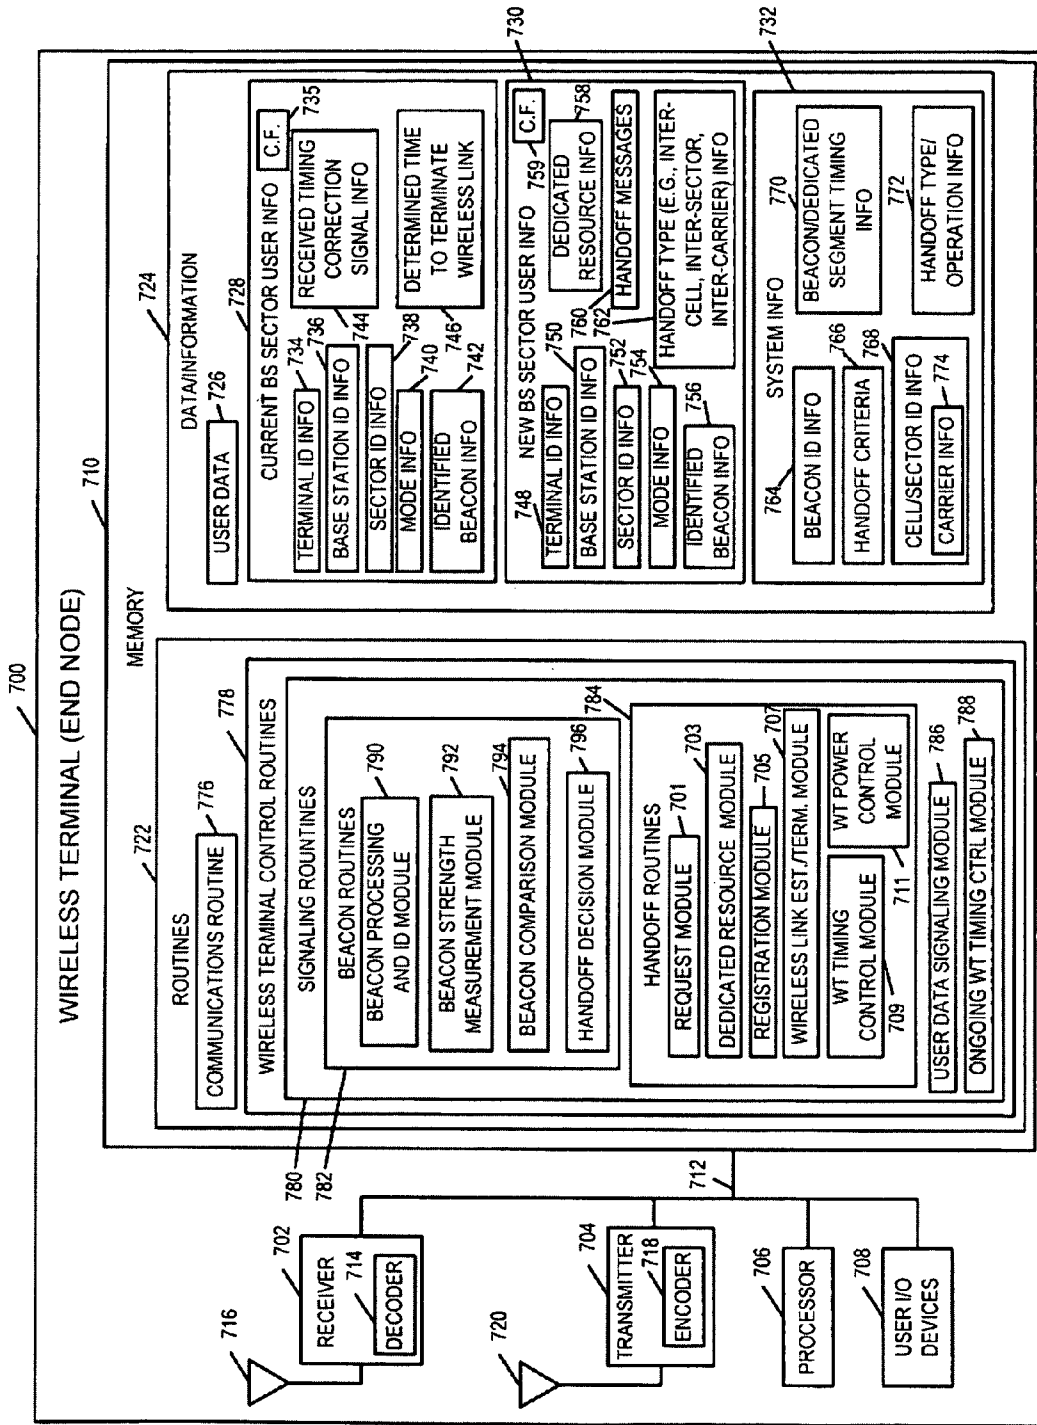 WIRELESS TERMINAL (END NODE)
700
716
702
RECEIVER
714
DECODER
720
704
TRANSMITTER
718
ENCODER
706
PROCESSOR
708
USER I/O
DEVICES
712
710
MEMORY
722
ROUTINES
776
COMMUNICATIONS ROUTINE
778
WIRELESS TERMINAL CONTROL ROUTINES
780
SIGNALING ROUNTINES
782
BEACON ROUTINES
790
BEACON PROCESSING
AND ID MODULE
792
BEACON STRENGTH
MEASUREMENT MODULE
794
BEACON COMPARISON MODULE
796
HANDOFF DECISION MODULE
784
HANDOFF ROUTINES
701
REQUEST MODULE
703
DEDICATED RESOURCE MODULE
705
REGISTRATION MODULE
707
WIRELESS LINK EST./TERM. MODULE
WT TIMING
CONTROL MODULE
709
WT POWER
CONTROL
MODULE
711
786
USER DATA SIGNALING MODULE
788
ONGOING WT TIMING CTRL MODULE
724
DATA/INFORMATION
726
USER DATA
728
CURRENT BS SECTOR USER INFO
C.F.
735
734
TERMINAL ID INFO
736
BASE STATION ID INFO
738
SECTOR ID INFO
740
MODE INFO
742
IDENTIFIED
BEACON INFO
744
RECEIVED TIMING
CORRECTION
SIGNAL INFO
746
DETERMINED TIME
TO TERMINATE
WIRELESS LINK
730
NEW BS SECTOR USER INFO
C.F.
759
748
TERMINAL ID INFO
750
BASE STATION ID INFO
752
SECTOR ID INFO
754
MODE INFO
756
IDENTIFIED
BEACON INFO
758
DEDICATED
RESOURCE INFO
760
HANDOFF MESSAGES
762
HANDOFF TYPE (E.G., INTER-
CELL, INTER-SECTOR,
INTER-CARRIER) INFO
732
SYSTEM INFO
764
BEACON ID INFO
766
HANDOFF CRITERIA
768
CELL/SECTOR ID INFO
774
CARRIER INFO
770
BEACON/DEDICATED
SEGMENT TIMING
INFO
772
HANDOFF TYPE/
OPERATION INFO